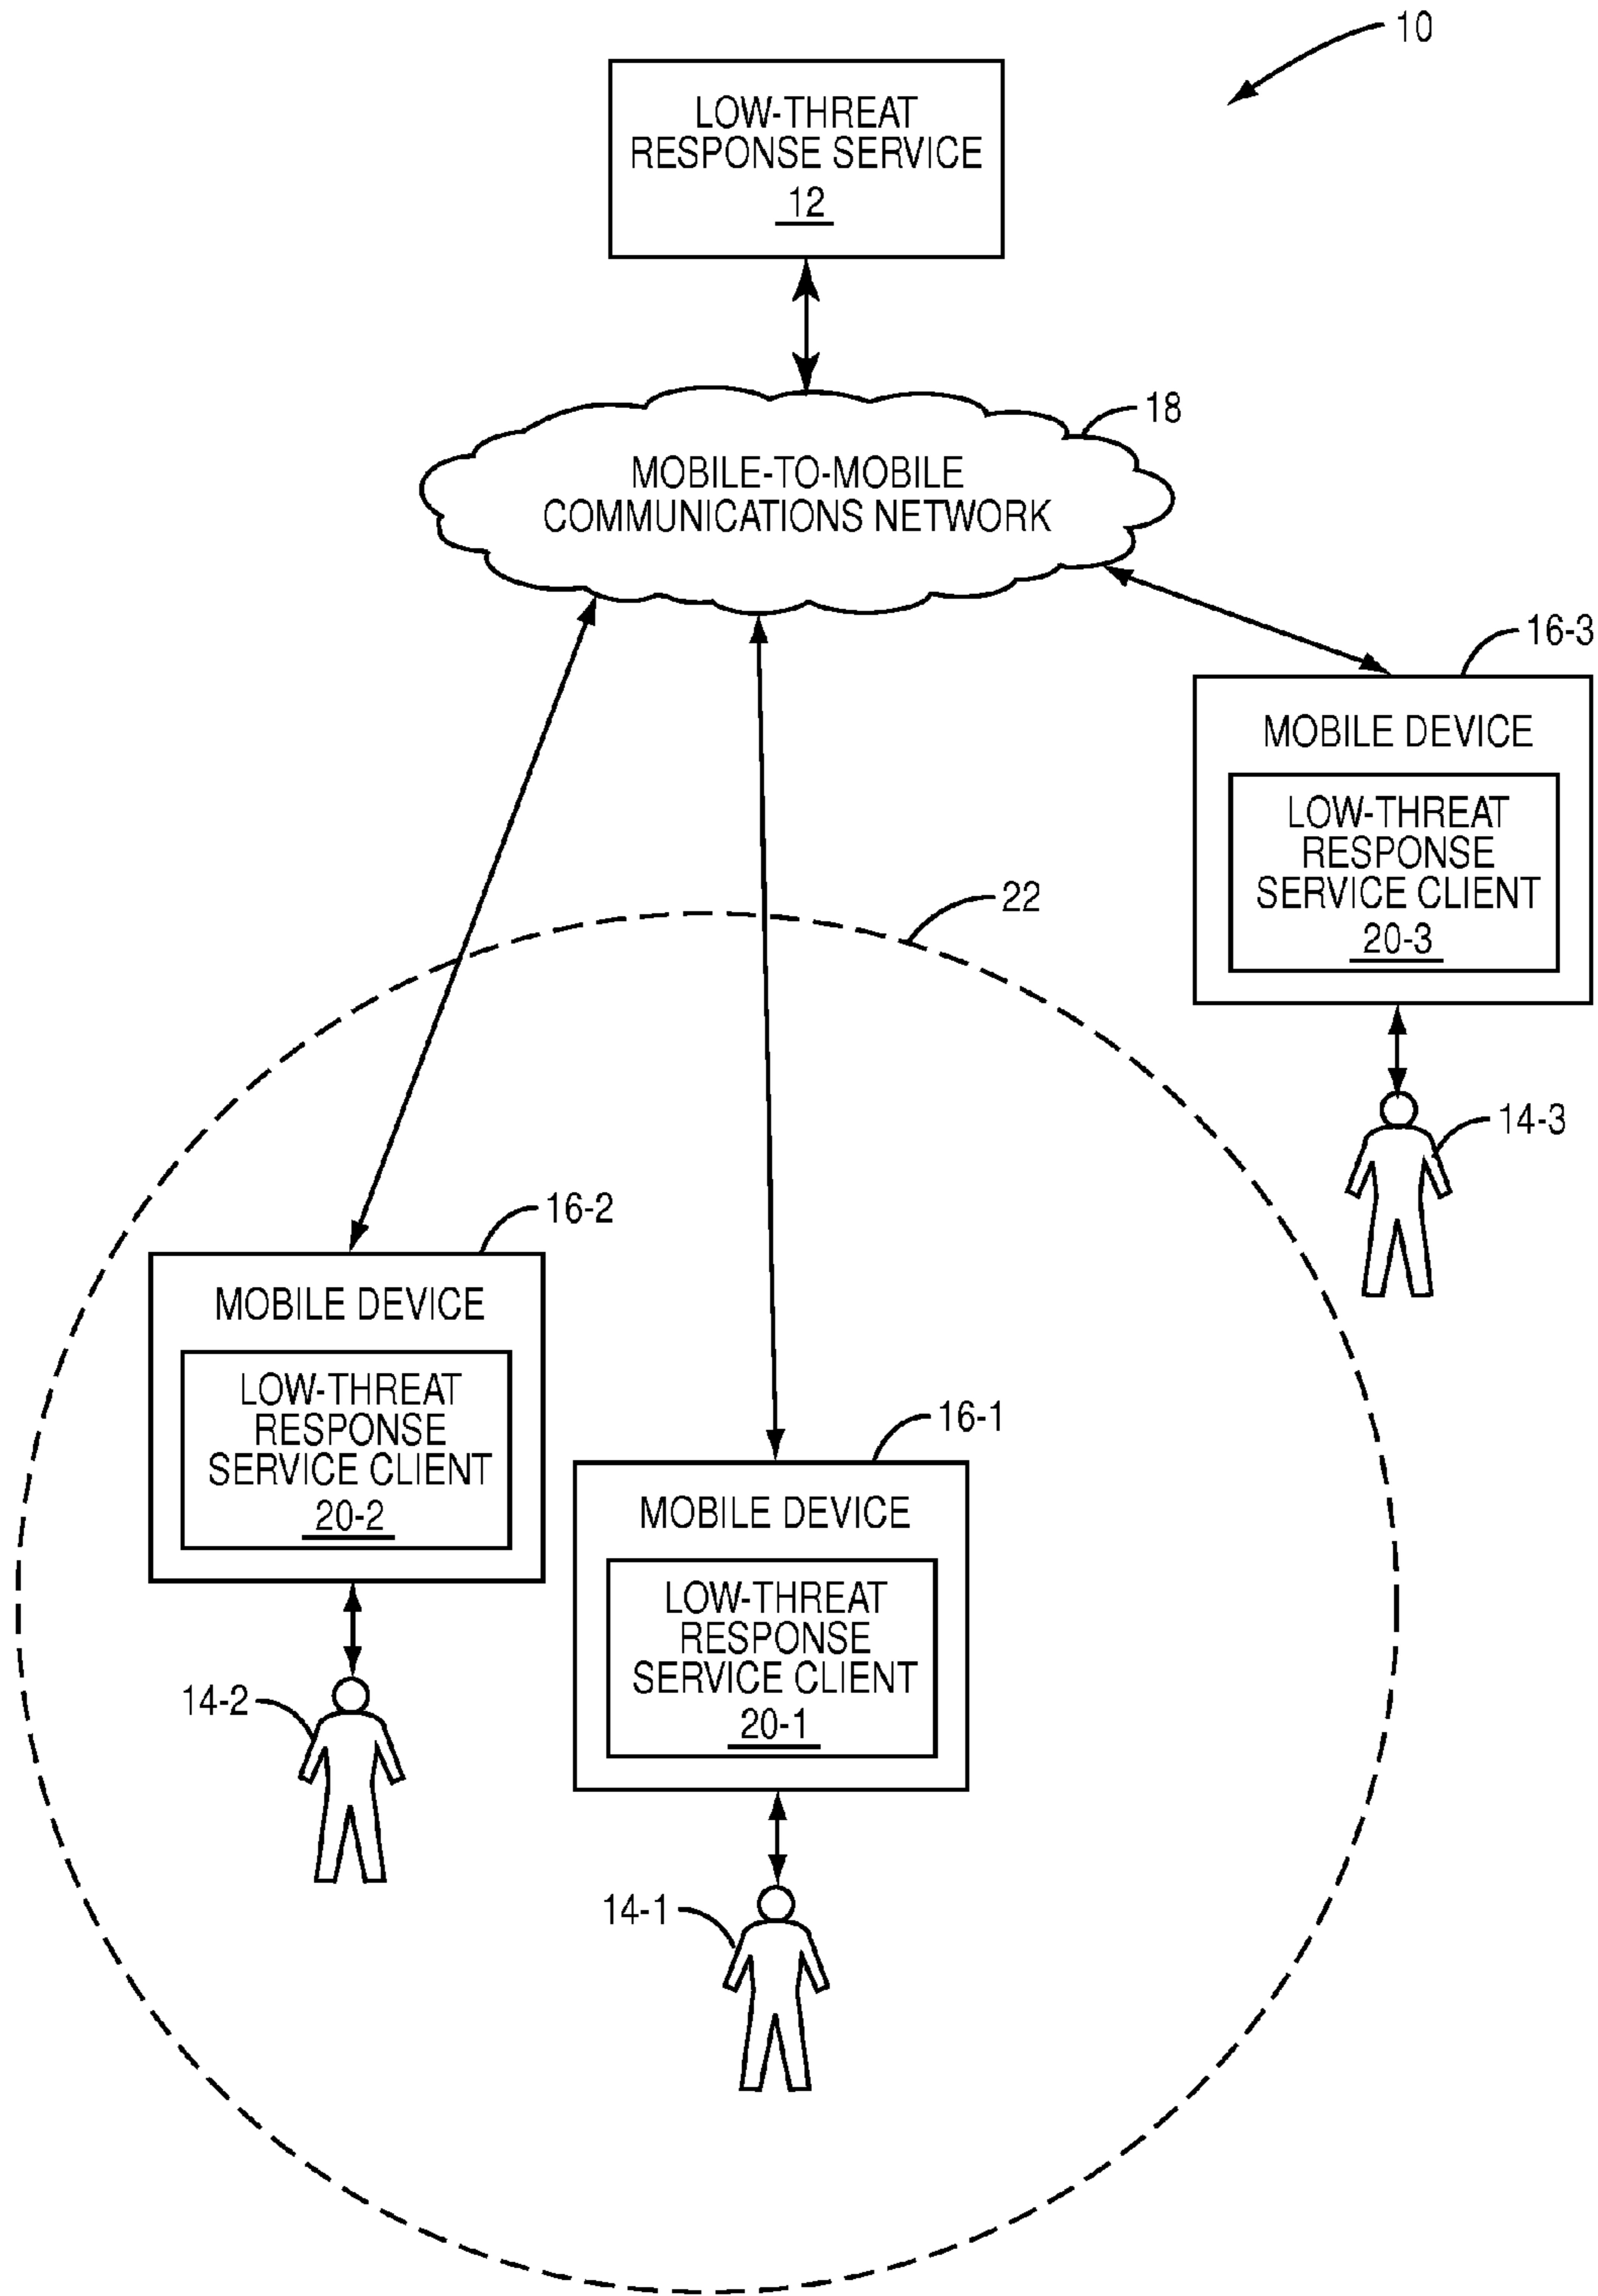 10
LOW-THREAT
RESPONSE SERVICE
12
18
MOBILE-TO-MOBILE
COMMUNICATIONS NETWORK
16-3
MOBILE DEVICE
LOW-THREAT
RESPONSE
SERVICE CLIENT
20-3
22
14-3
16-2
MOBILE DEVICE
LOW-THREAT
RESPONSE
SERVICE CLIENT
20-2
16-1
MOBILE DEVICE
LOW-THREAT
RESPONSE
SERVICE CLIENT
20-1
14-2
14-1